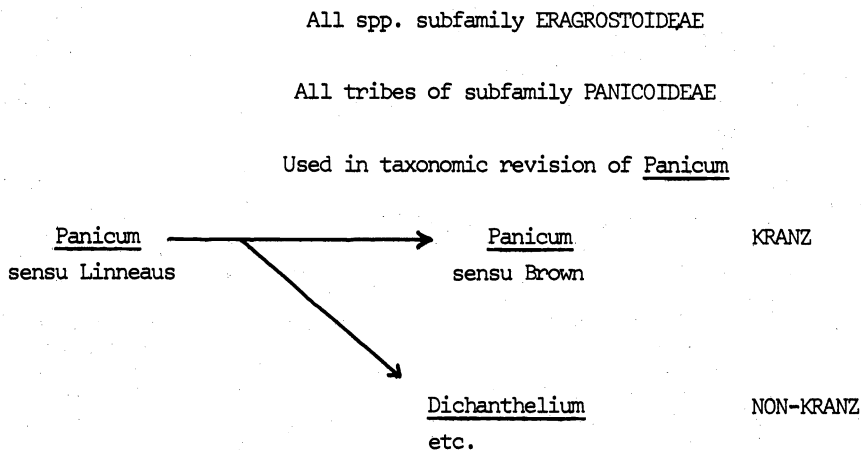 All spp. subfamily ERAGROSTOIDEAE
All tribes of subfamily PANICOIDEAE
Used in taxonomic revision of Panicum
Panicum Panicum KRANZ
sensu Linneaus sensu Brown
Dichanthelium NON-KRANZ
etc.